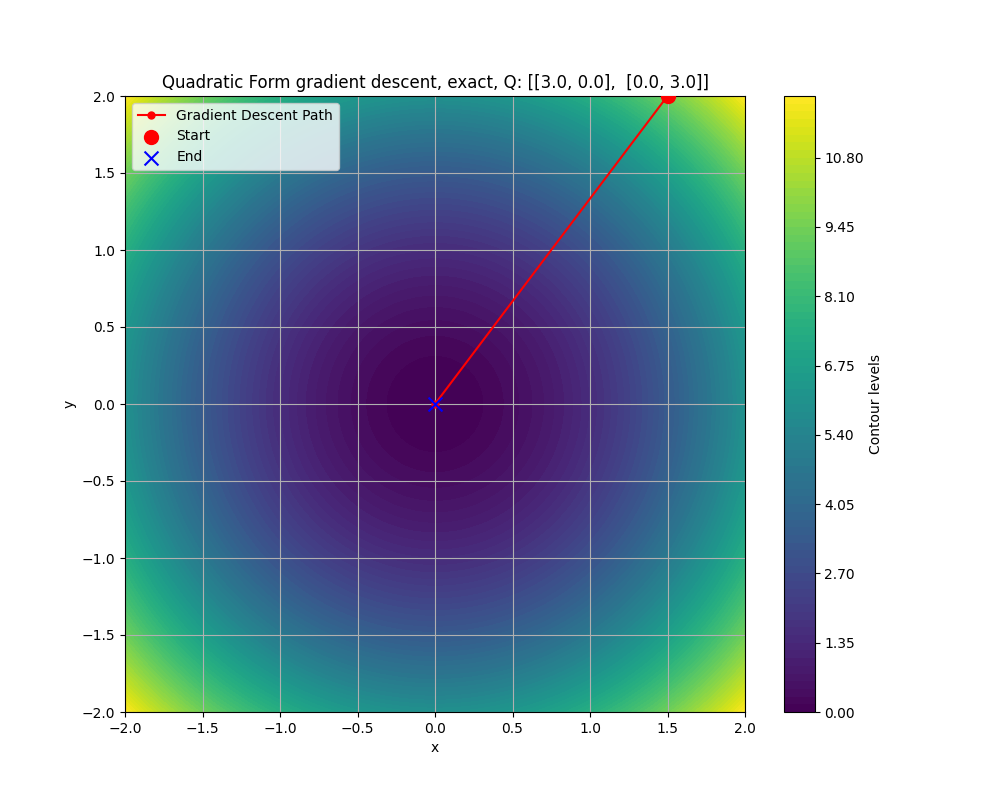 Quadratic Form gradient descent, exact, Q: [[3.0, 0.0],  [0.0, 3.0]]
Gradient Descent Path
Start
End
2.0
1.5
1.0
0.5
0.0
−0.5
−1.0
−1.5
−2.0
y
−2.0 −1.5 −1.0 −0.5 0.0 0.5 1.0 1.5 2.0
x
10.80
9.45
8.10
6.75
5.40
4.05
2.70
1.35
0.00
Contour levels